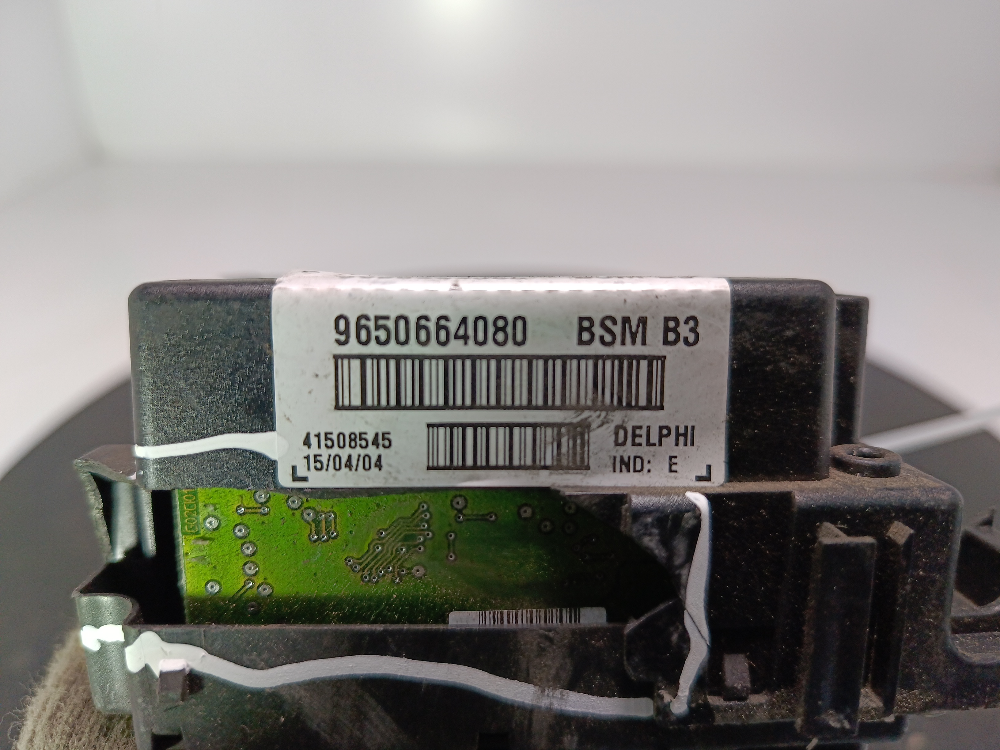 9650664080 BSM B3
41508545
15/04/04
DELPHI
IND: E